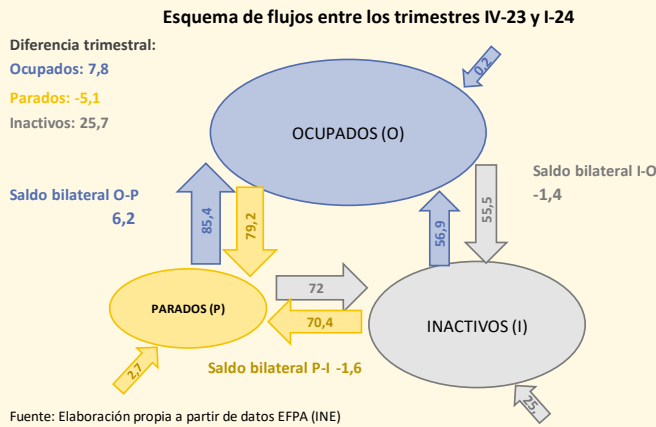 Esquema de flujos entre los trimestres IV-23 y I-24
Diferencia trimestral:
Ocupados: 7,8
Parados: -5,1
Inactivos: 25,7
0,2
OCUPADOS (O)
Saldo bilateral O-P
6,2
Saldo bilateral I-O
-1,4
85,4
79,2
56,9
55,5
72
70,4
PARADOS (P)
INACTIVOS (I)
Saldo bilateral P-I -1,6
2,7
25,
Fuente: Elaboración propia a partir de datos EFPA (INE)